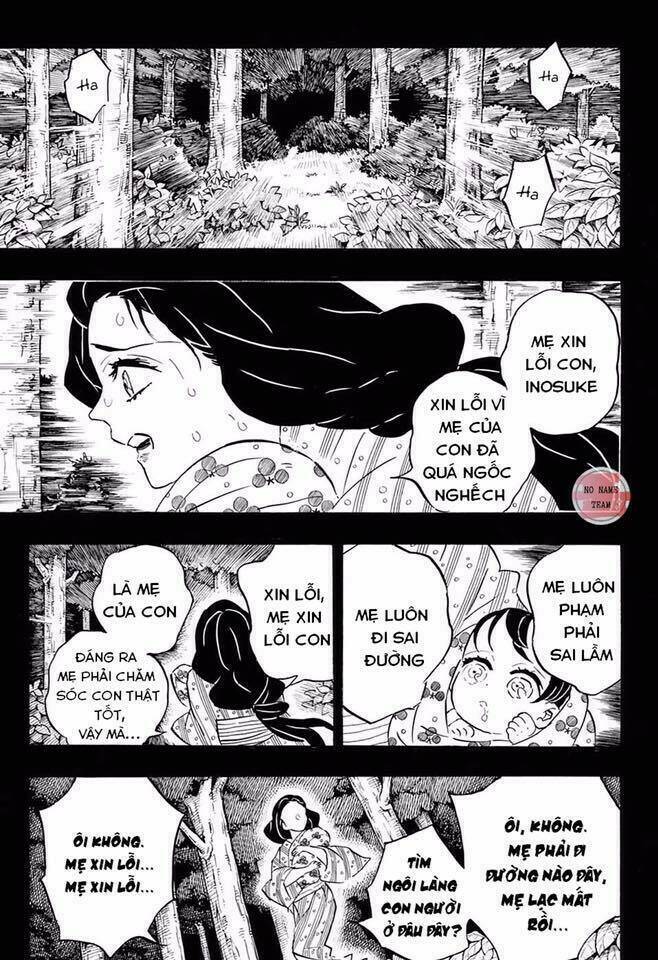 Ha
Ha
Ha
MẸ XIN
LỖI CON,
INOSUKE
XIN LỖI VÌ
MẸ CỦA
CON ĐÃ
QUÁ NGỐC
NGHẾCH
NO NAME
TEAM
MẸ LUÔN
PHẠM
PHẢI
SAI LẦM
MẸ LUÔN
ĐI SAI
ĐƯỜNG
XIN LỖI,
MẸ XIN
LỖI CON
LÀ MẸ
CỦA CON
ĐÁNG RA
MẸ PHẢI CHĂM
SÓC CON THẬT
TỐT,
VẬY MÀ...
ÔI, KHÔNG.
MẸ PHẢI ĐI
ĐƯỜNG NÀO ĐÂY,
MẸ LẠC MẤT
RỒI...
TÌM
NGÔI LÀNG
CON NGƯỜI
Ở ĐÂU ĐÂY?
ÔI KHÔNG.
MẸ XIN LỖI...
MẸ XIN LỖI...